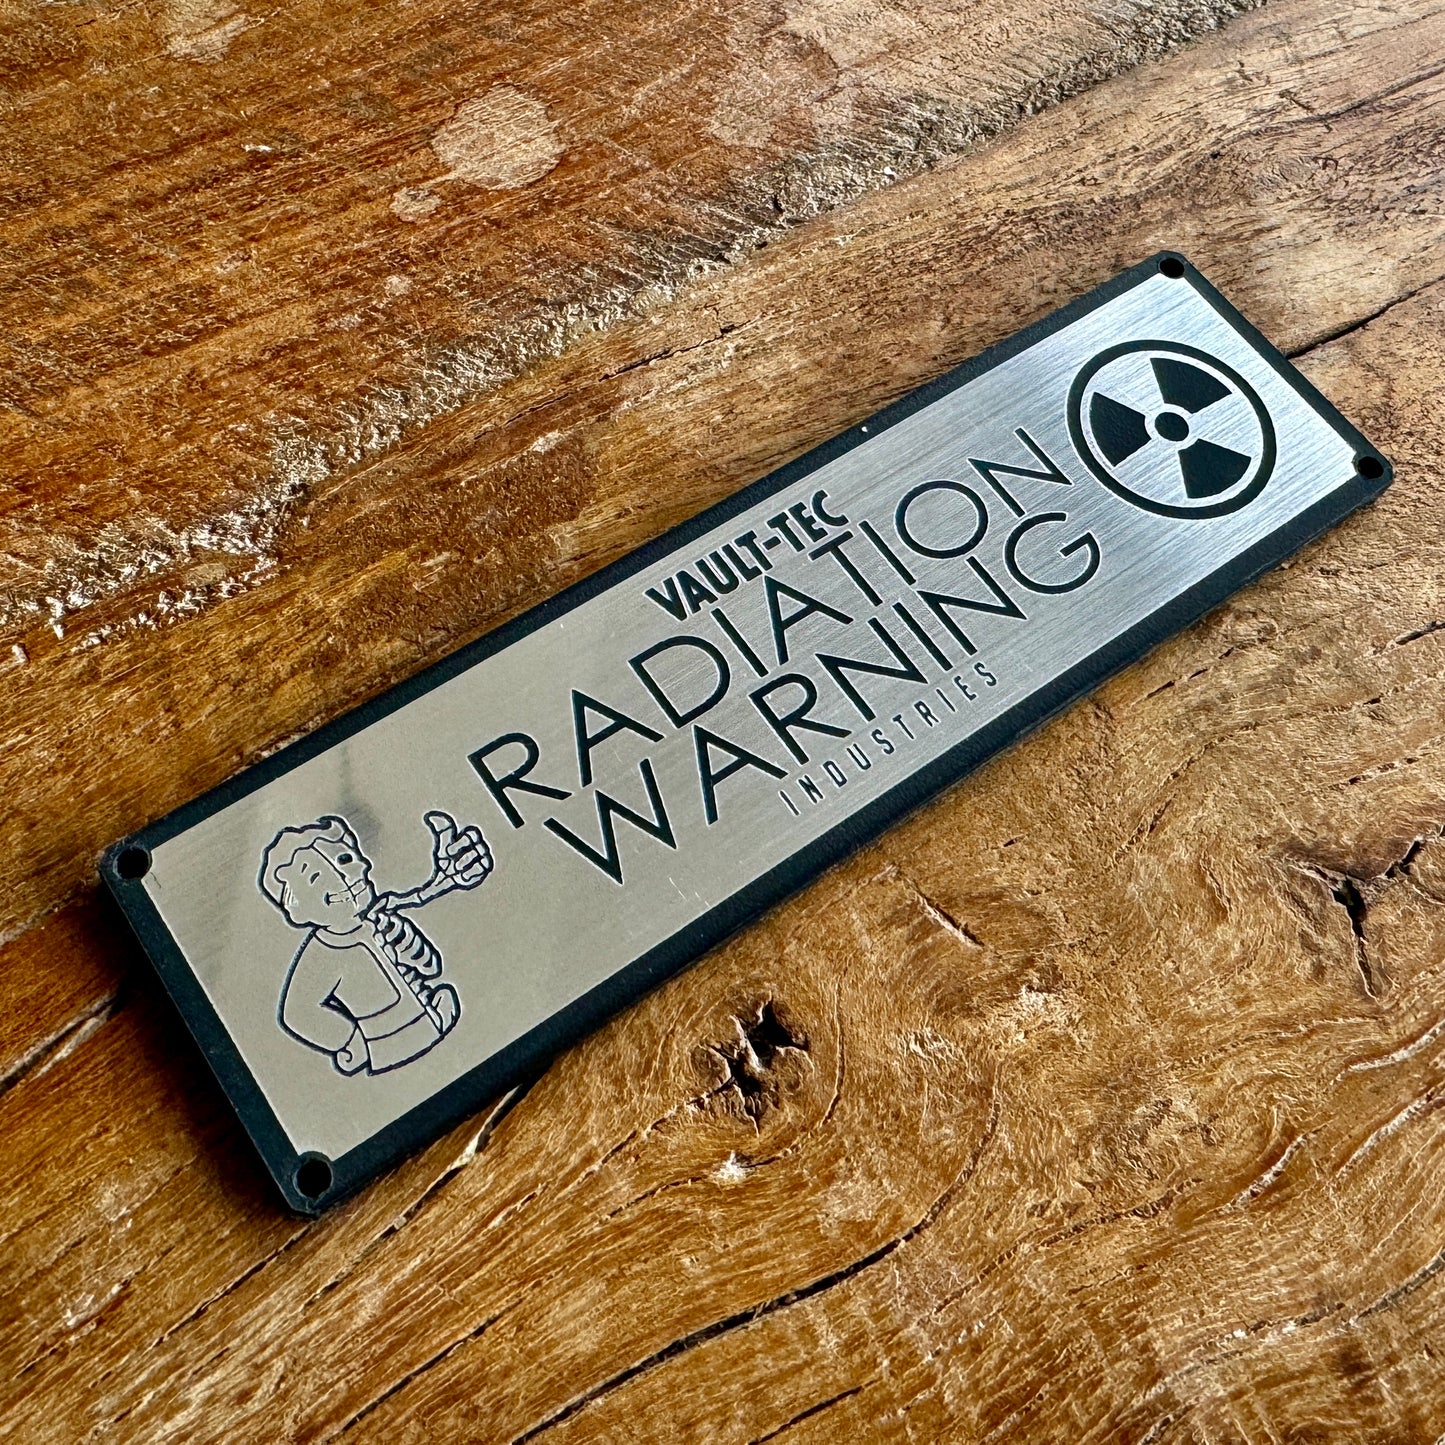 VAULT-TEC
RADIATION
WARNING
INDUSTRIES